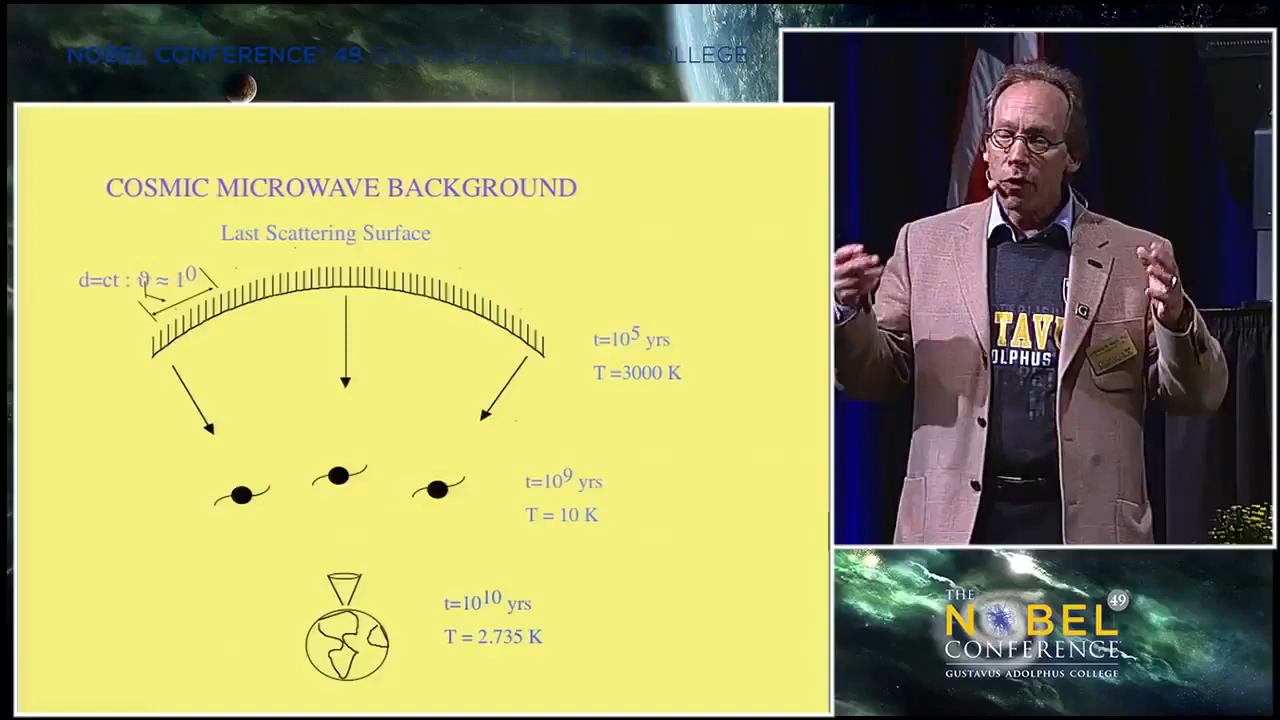 NOBEL CONFERENCE® 49 GUSTAVUS ADOLPHUS COLLEGE
COSMIC MICROWAVE BACKGROUND
Last Scattering Surface
d=ct : ϑ ≈ 1⁰
t=10⁵ yrs
T =3000 K
t=10⁹ yrs
T = 10 K
t=10¹⁰ yrs
T = 2.735 K
TAVU
DOLPHUS
G
THE
NOBEL 49
CONFERENCE
GUSTAVUS ADOLPHUS COLLEGE